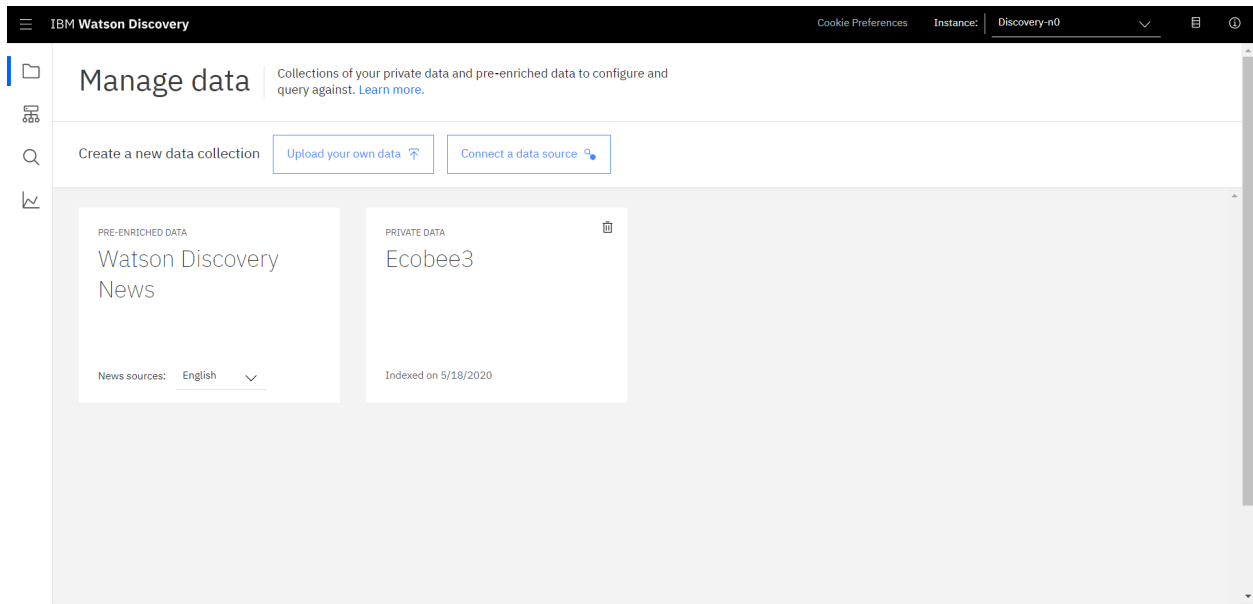 IBM Watson Discovery
Cookie Preferences
Instance:
Discovery-n0
Manage data
Collections of your private data and pre-enriched data to configure and
query against. Learn more.
Create a new data collection
Upload your own data
Connect a data source
PRE-ENRICHED DATA
Watson Discovery
News
News sources:
English
PRIVATE DATA
Ecobee3
Indexed on 5/18/2020